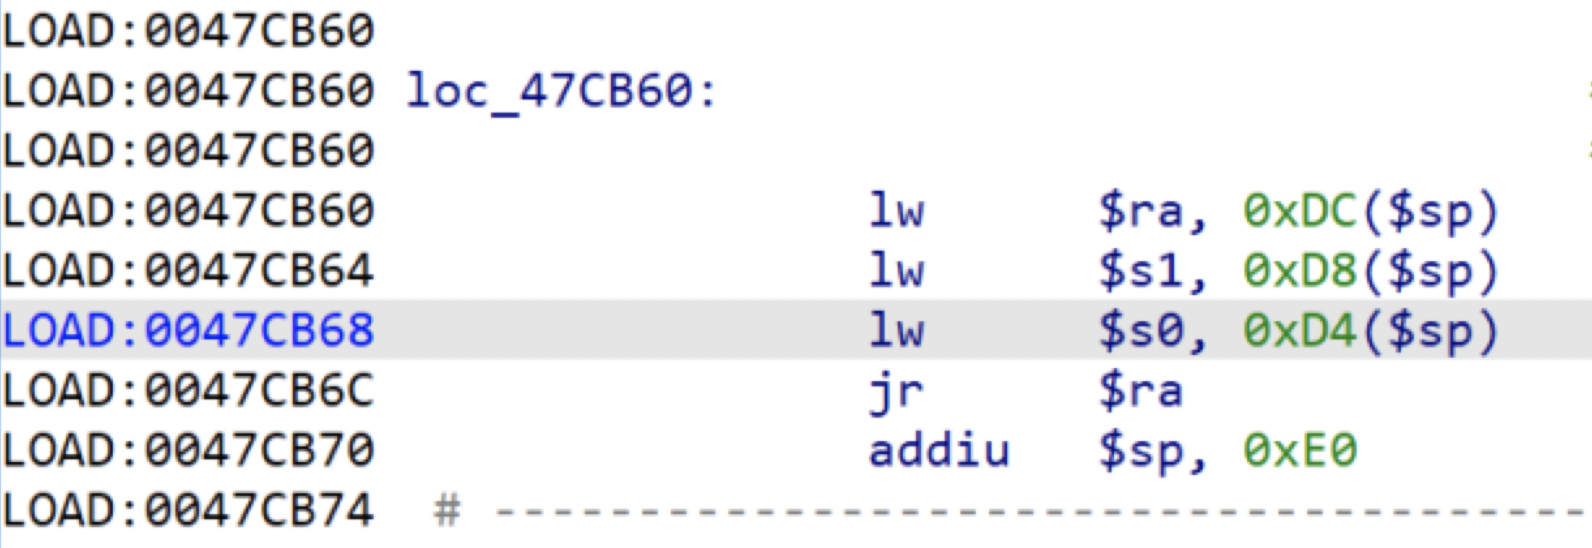 LOAD:0047CB60
LOAD:0047CB60 loc_47CB60:
LOAD:0047CB60
LOAD:0047CB60 lw $ra, 0xDC($sp)
LOAD:0047CB64 lw $s1, 0xD8($sp)
LOAD:0047CB68 lw $s0, 0xD4($sp)
LOAD:0047CB6C jr $ra
LOAD:0047CB70 addiu $sp, 0xE0
LOAD:0047CB74 # ---------------------------------------